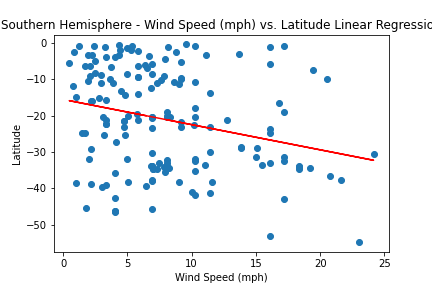 Southern Hemisphere - Wind Speed (mph) vs. Latitude Linear Regressio
0
−10
−20
−30
−40
−50
Latitude
0 5 10 15 20 25
Wind Speed (mph)